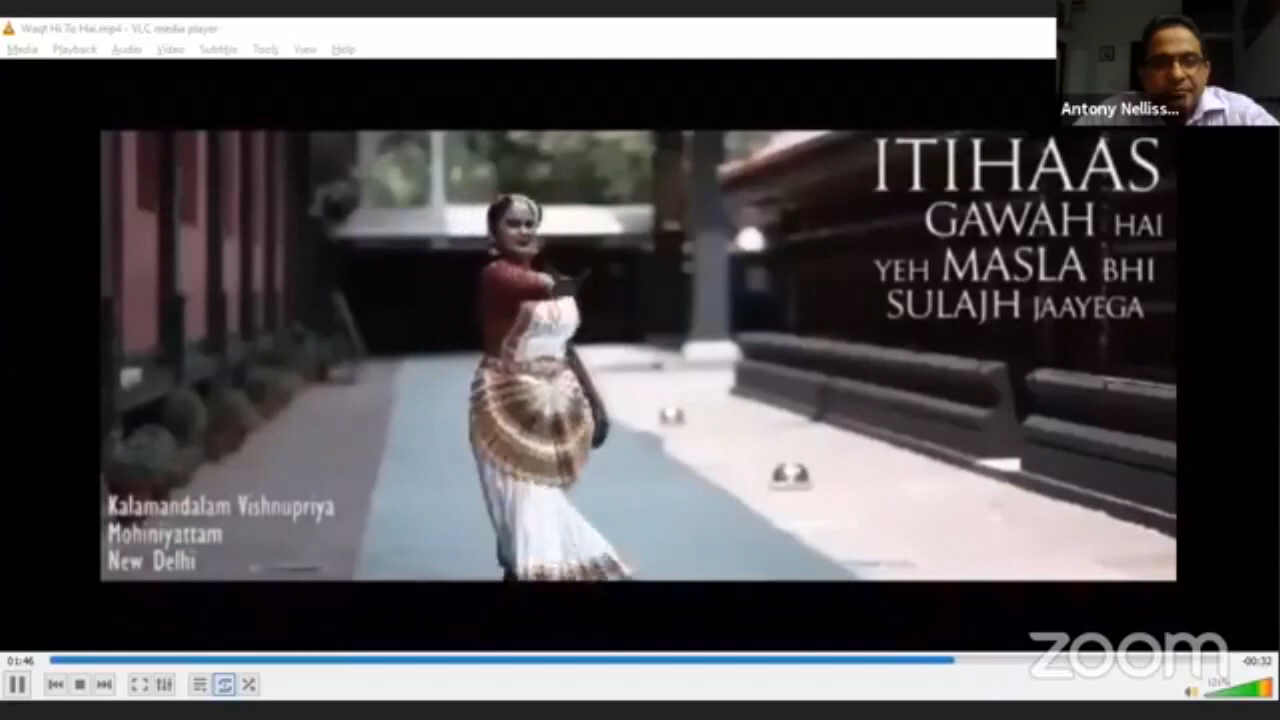 Waqt Hi To Hai.mp4 - VLC media player
Media Playback Audio Video Subtitle Tools View Help
Antony Nelliss...
ITIHAAS
GAWAH HAI
YEH MASLA BHI
SULAJH JAAYEGA
Kalamandalam Vishnupriya
Mohiniyattam
New Delhi
zoom
01:46
-00:32
121%